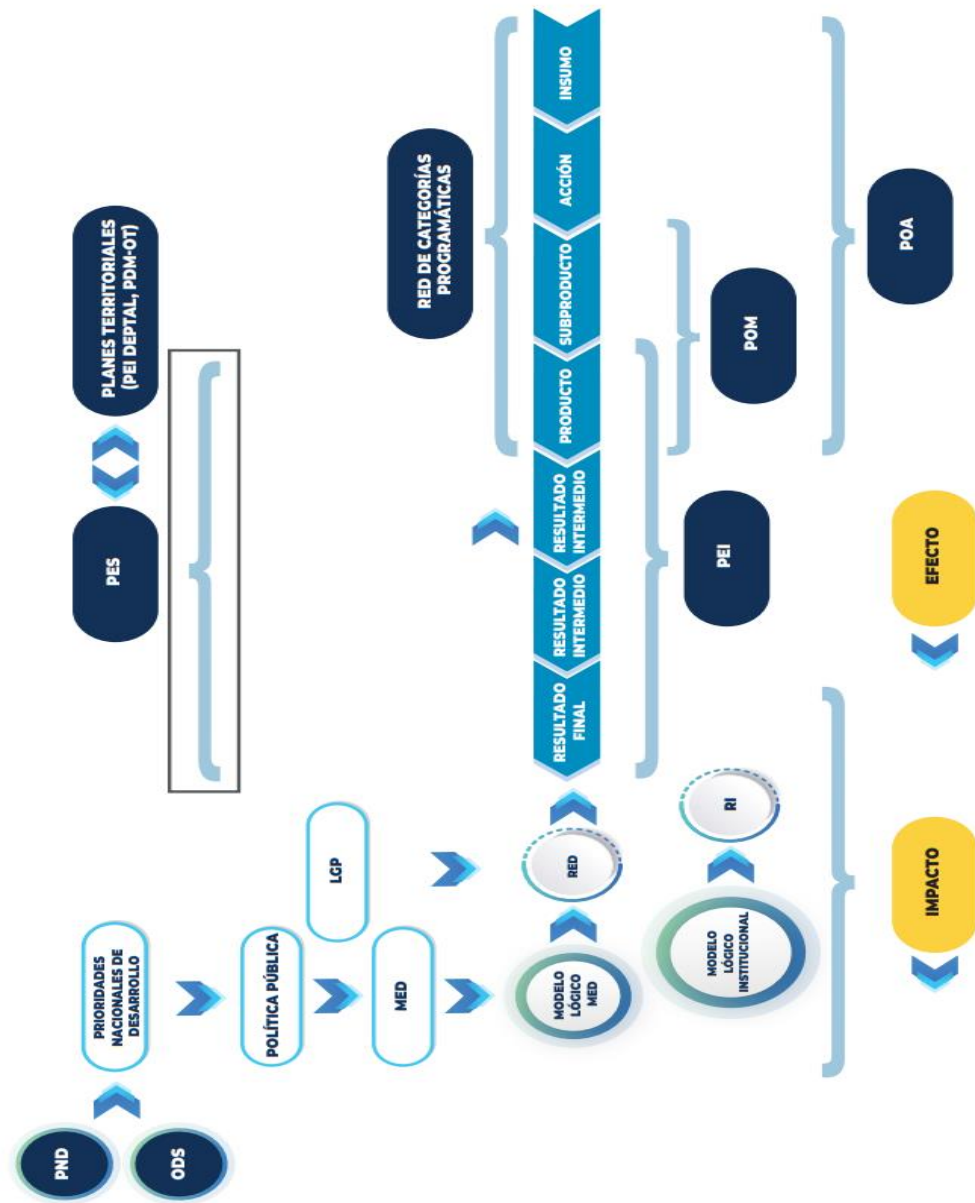 PND
ODS
PRIORIDADES
NACIONALES DE
DESARROLLO
PES
PLANES TERRITORIALES
(PEI DEPTAL, PDM-OT)
POLÍTICA PÚBLICA
LGP
MED
RED DE CATEGORÍAS
PROGRAMÁTICAS
MODELO
LÓGICO
MED
RED
RESULTADO
FINAL
RESULTADO
INTERMEDIO
RESULTADO
INTERMEDIO
PRODUCTO
SUBPRODUCTO
ACCIÓN
INSUMO
MODELO
LÓGICO
INSTITUCIONAL
RI
PEI
POM
POA
IMPACTO
EFECTO